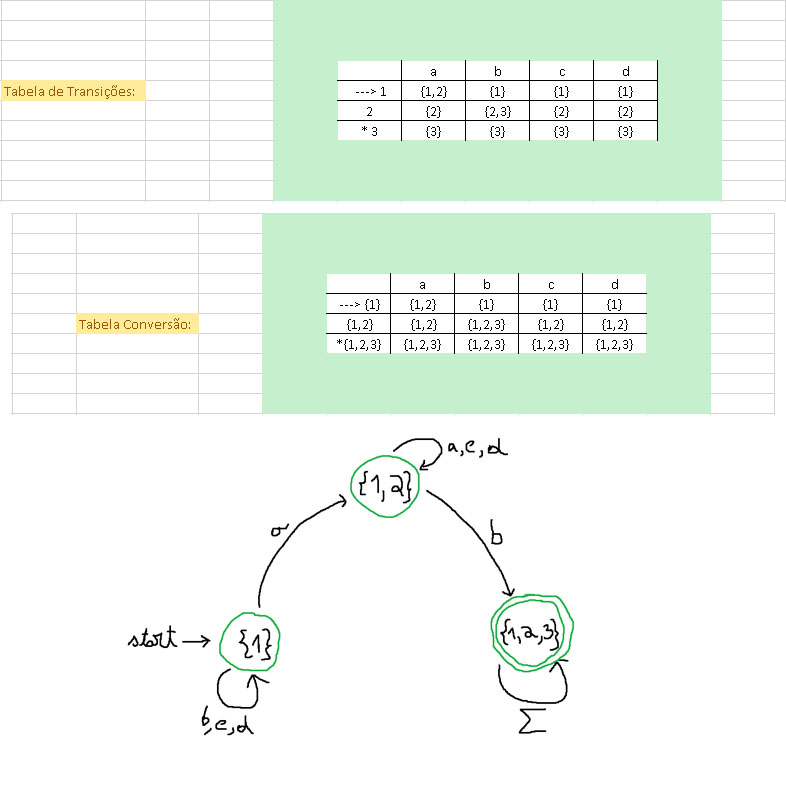 a b c d
Tabela de Transições: ---> 1 {1,2} {1} {1} {1}
2 {2} {2,3} {2} {2}
* 3 {3} {3} {3} {3}
a b c d
---> {1} {1,2} {1} {1} {1}
Tabela Conversão: {1,2} {1,2} {1,2,3} {1,2} {1,2}
*{1,2,3} {1,2,3} {1,2,3} {1,2,3} {1,2,3}
a,c,d
{1,2}
a
b
start
{1}
{1,2,3}
b,c,d
Σ